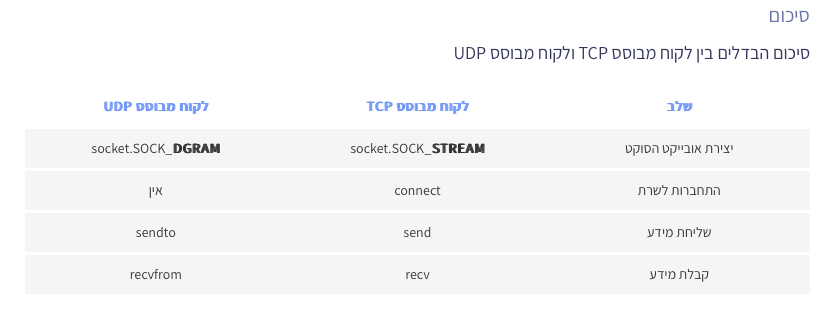 סיכום
סיכום הבדלים בין לקוח מבוסס TCP ולקוח מבוסס UDP
שלב לקוח מבוסס TCP לקוח מבוסס UDP
יצירת אובייקט הסוקט socket.SOCK_STREAM socket.SOCK_DGRAM
התחברות לשרת connect אין
שליחת מידע send sendto
קבלת מידע recv recvfrom